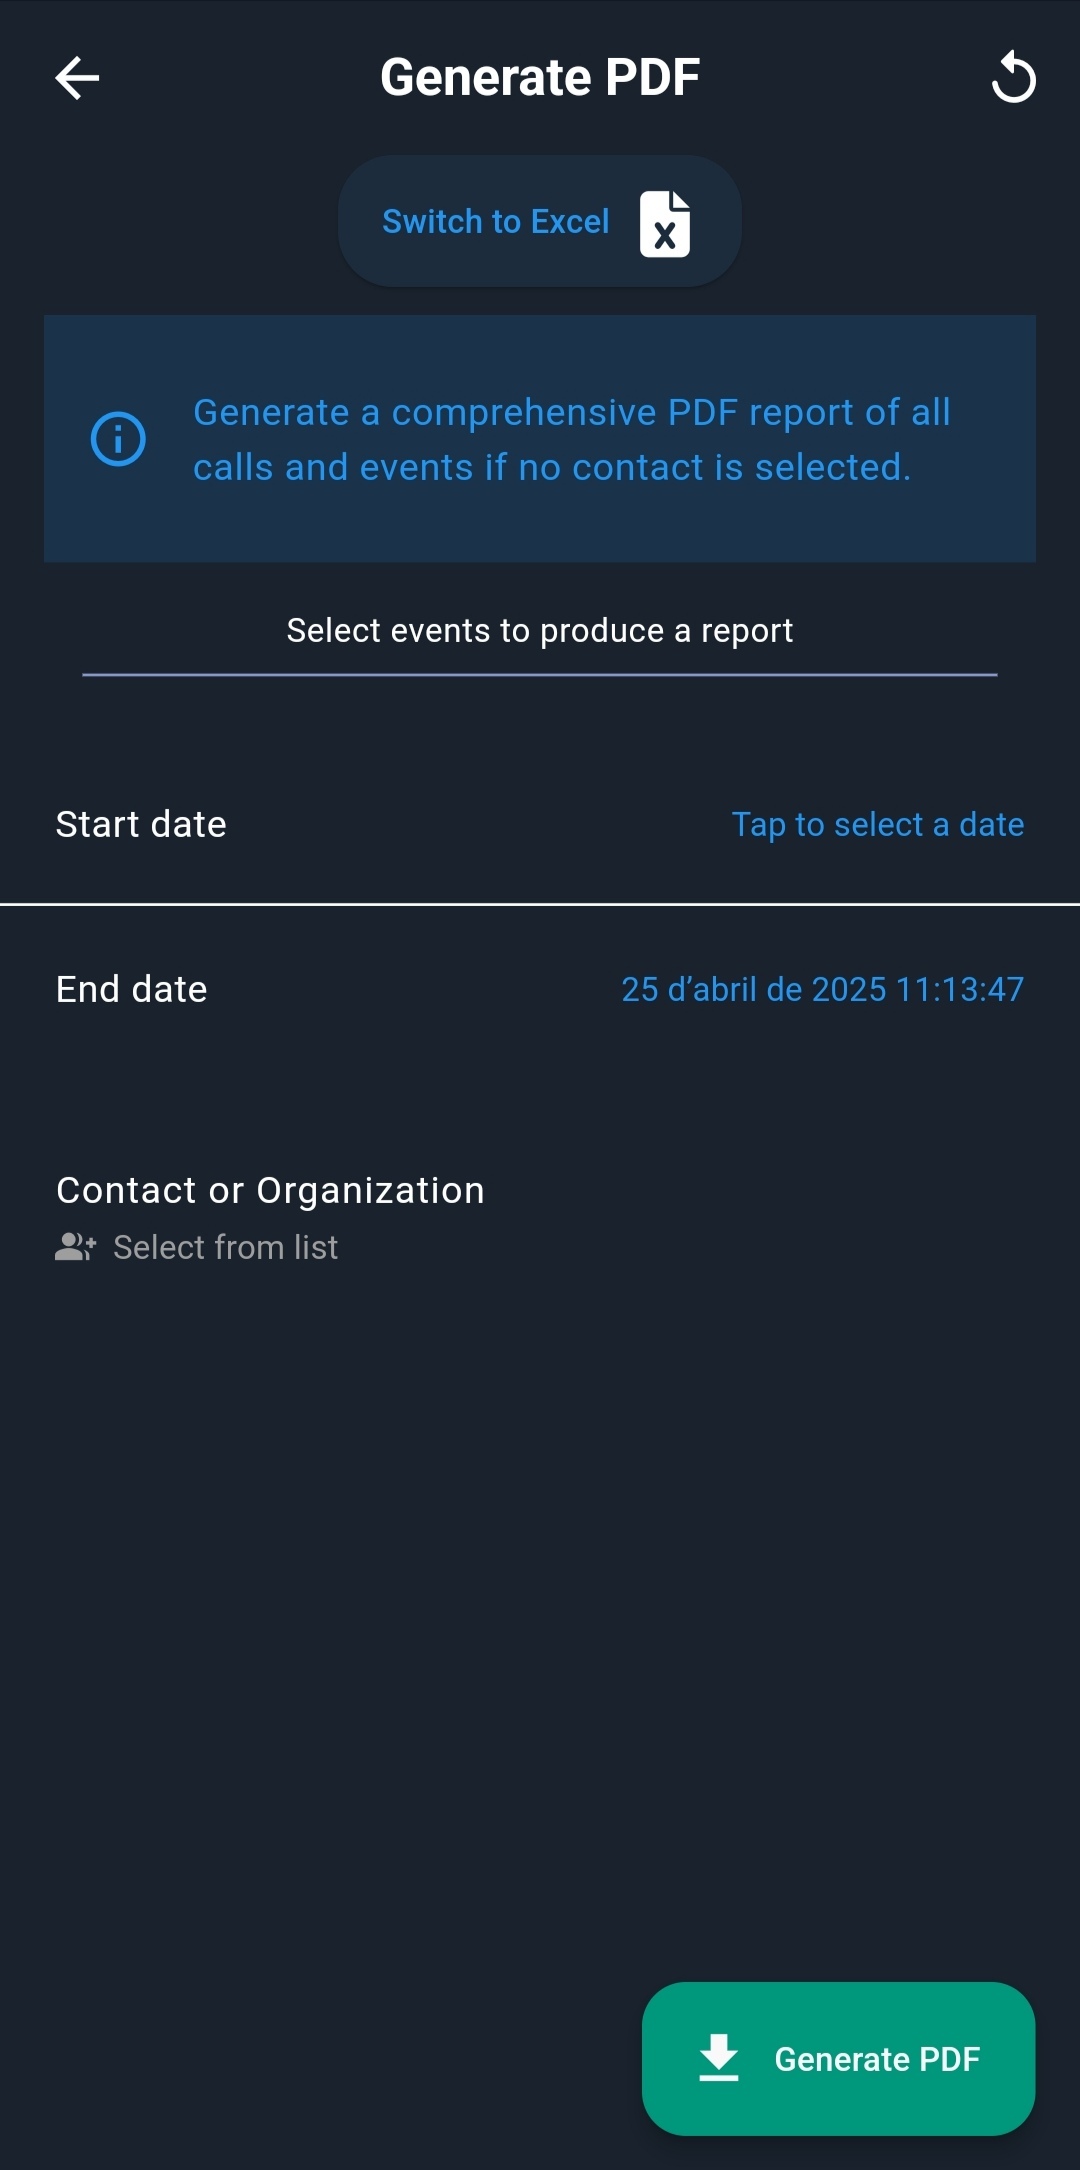 Generate PDF
Switch to Excel
Generate a comprehensive PDF report of all
calls and events if no contact is selected.
Select events to produce a report
Start date
Tap to select a date
End date
25 d’abril de 2025 11:13:47
Contact or Organization
Select from list
Generate PDF